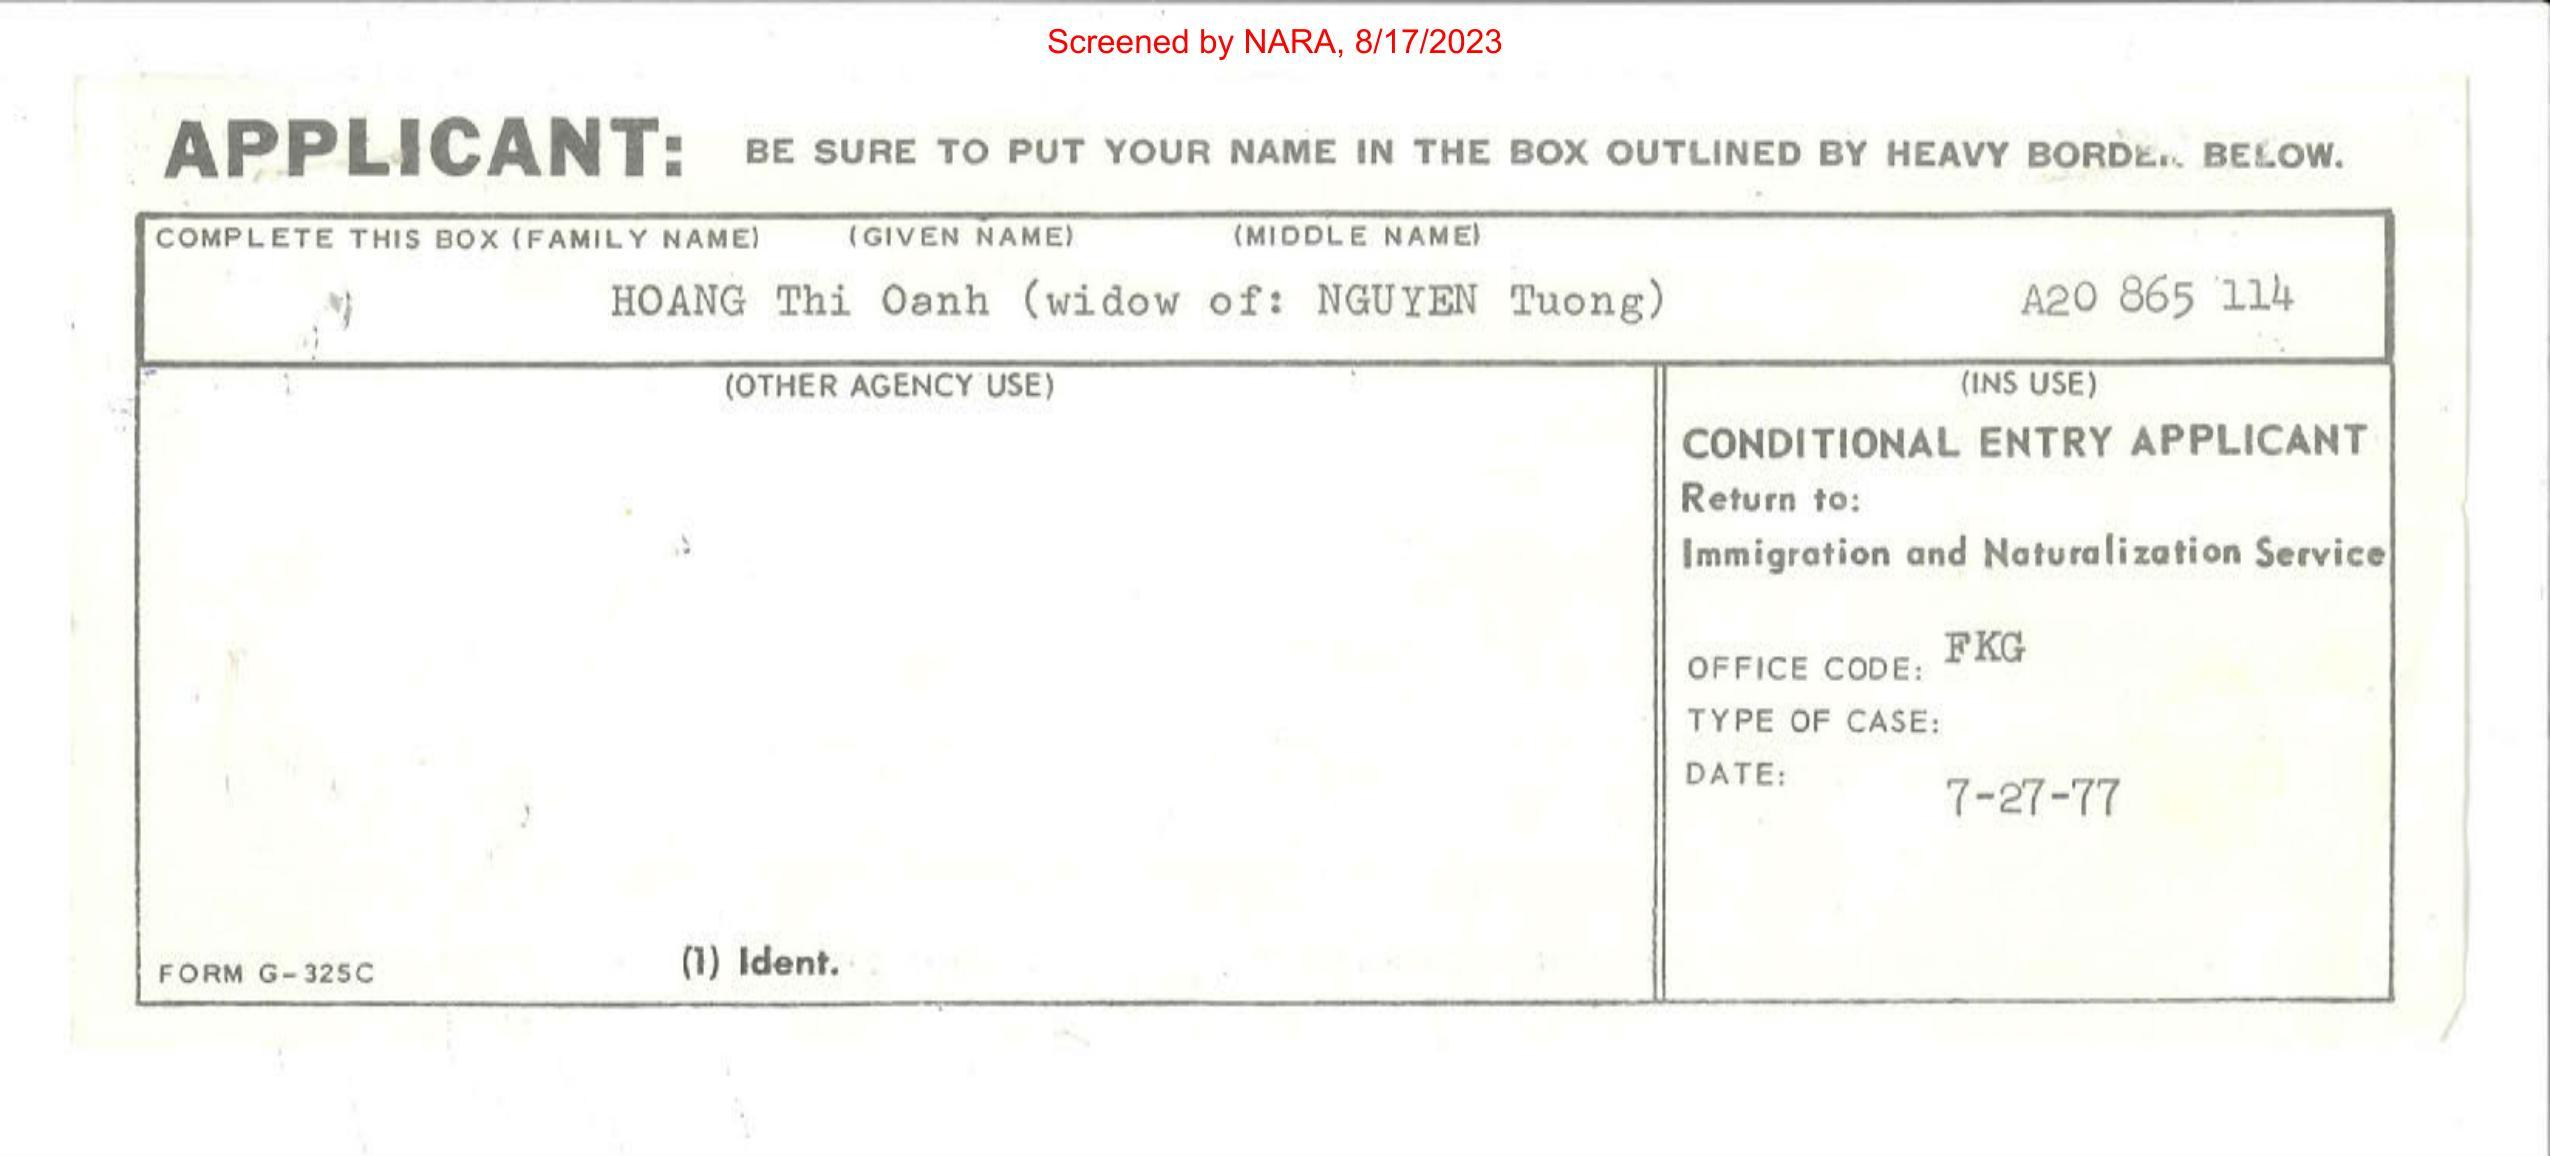 Screened by NARA, 8/17/2023
APPLICANT: BE SURE TO PUT YOUR NAME IN THE BOX OUTLINED BY HEAVY BORDER BELOW.
COMPLETE THIS BOX (FAMILY NAME) (GIVEN NAME) (MIDDLE NAME)
HOANG Thi Oanh (widow of: NGUYEN Tuong) A20 865 114
(OTHER AGENCY USE)
(INS USE)
CONDITIONAL ENTRY APPLICANT
Return to:
Immigration and Naturalization Service
OFFICE CODE: FKG
TYPE OF CASE:
DATE: 7-27-77
FORM G-325C (1) Ident.